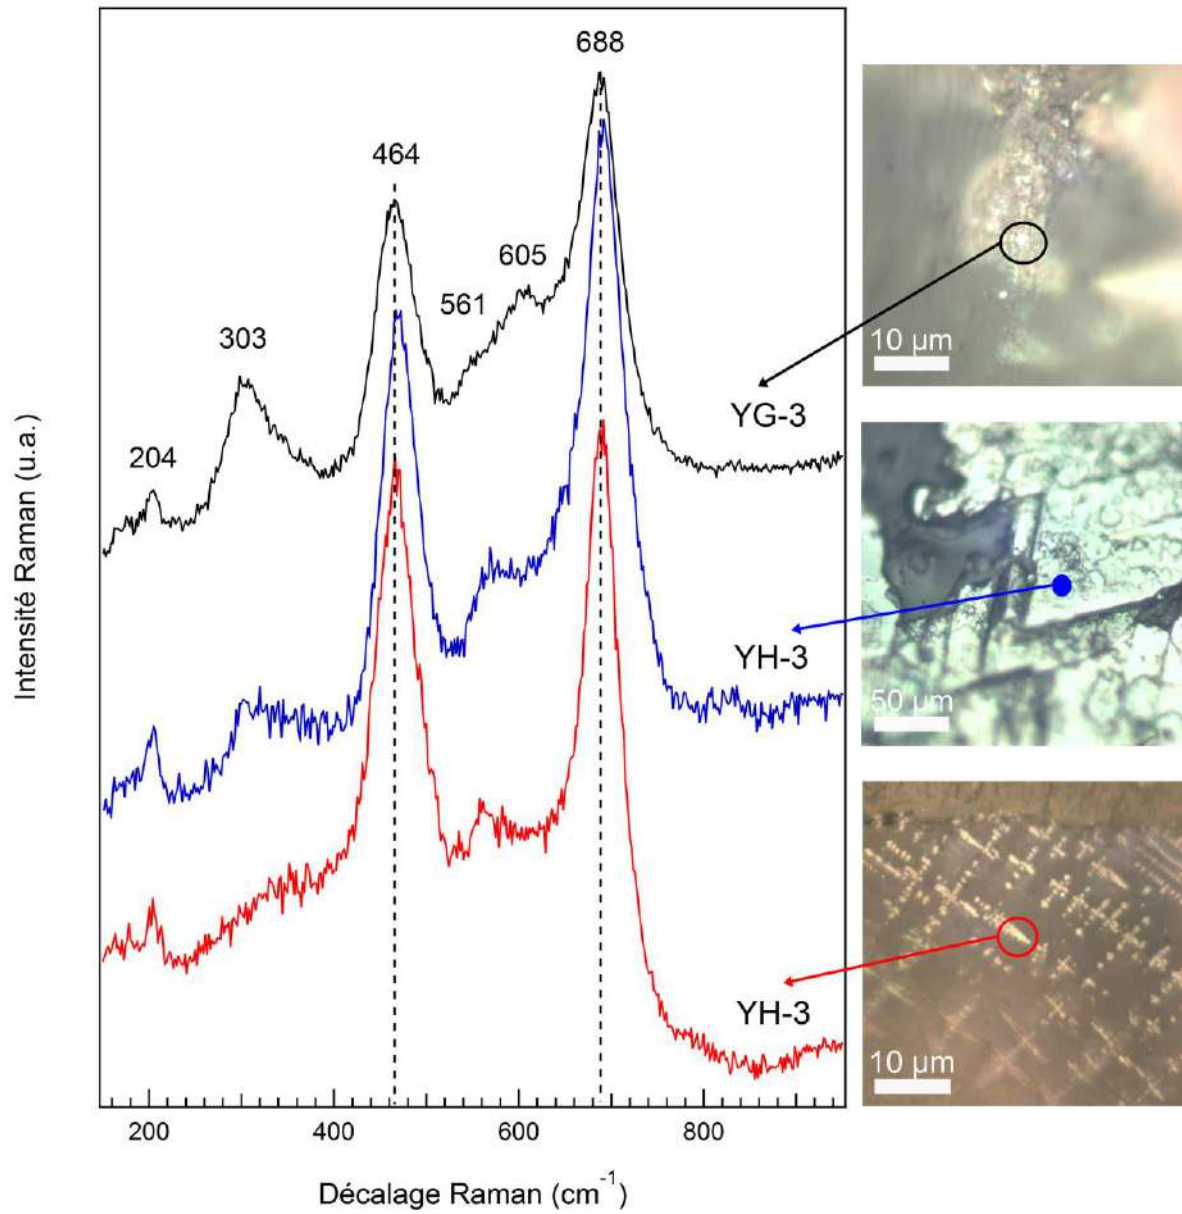 688
464
605
561
303
204
YG-3
YH-3
YH-3
10 µm
50 µm
10 µm
Intensité Raman (u.a.)
200 400 600 800
Décalage Raman (cm⁻¹)